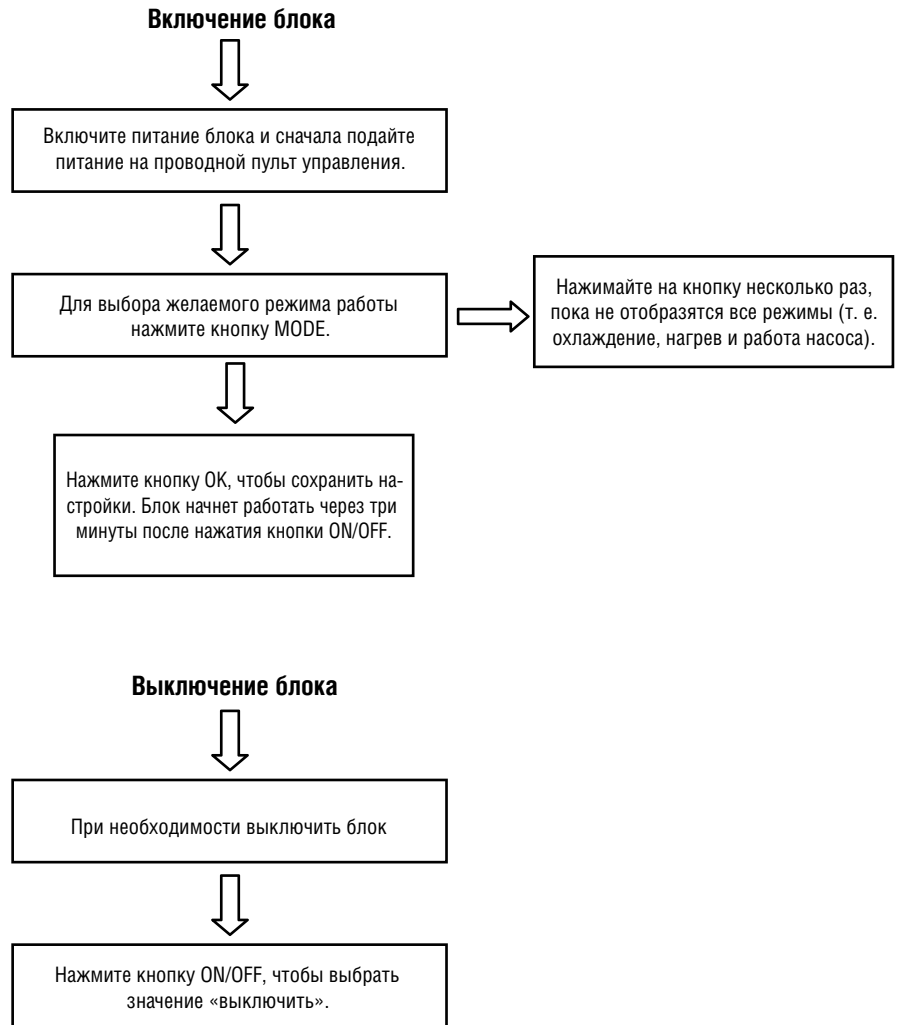 Включение блока
Включите питание блока и сначала подайте
питание на проводной пульт управления.
Для выбора желаемого режима работы
нажмите кнопку MODE.
Нажимайте на кнопку несколько раз,
пока не отобразятся все режимы (т. е.
охлаждение, нагрев и работа насоса).
Нажмите кнопку OK, чтобы сохранить на-
стройки. Блок начнет работать через три
минуты после нажатия кнопки ON/OFF.
Выключение блока
При необходимости выключить блок
Нажмите кнопку ON/OFF, чтобы выбрать
значение «выключить».